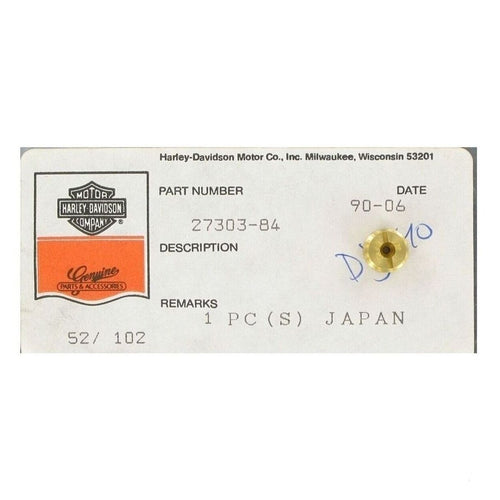 Harley-Davidson Motor Co., Inc. Milwaukee, Wisconsin 53201
MOTOR
HARLEY-DAVIDSON
COMPANY
Genuine
PARTS & ACCESSORIES
52/ 102
PART NUMBER
27303-84
DATE
90-06
DESCRIPTION
REMARKS
1 PC(S) JAPAN